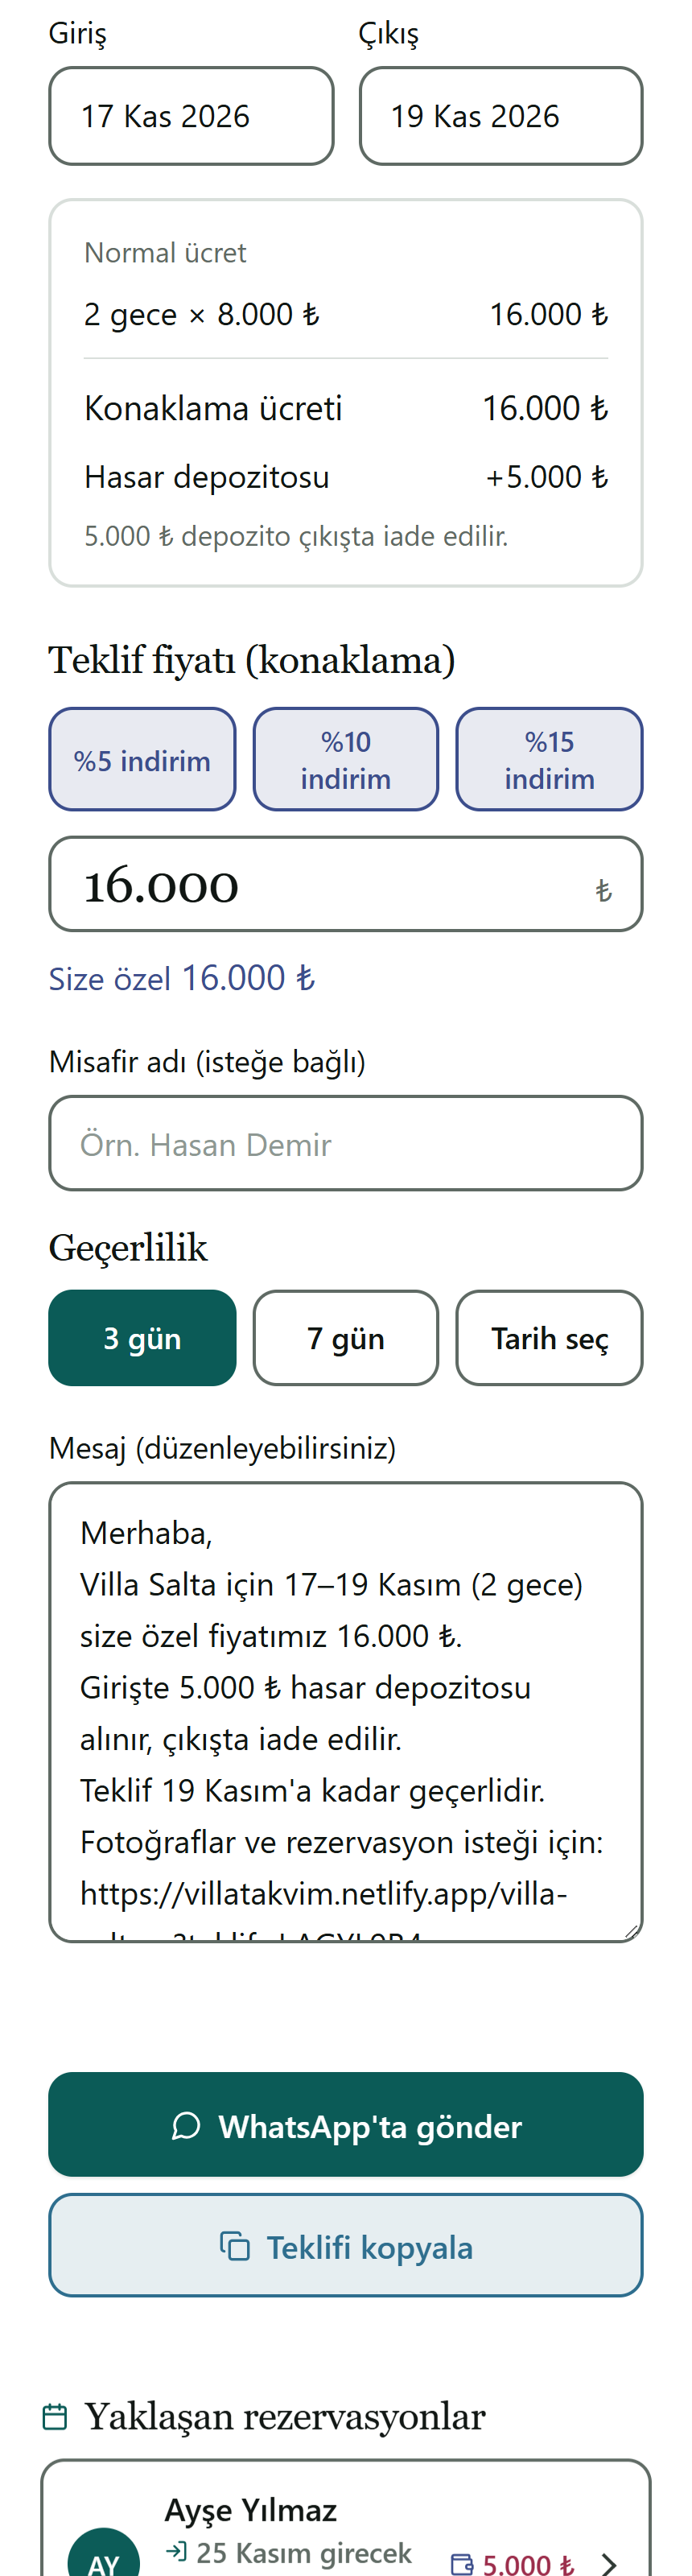 Giriş
Çıkış
17 Kas 2026
19 Kas 2026
Normal ücret
2 gece × 8.000 ₺ 16.000 ₺
Konaklama ücreti 16.000 ₺
Hasar depozitosu +5.000 ₺
5.000 ₺ depozito çıkışta iade edilir.
Teklif fiyatı (konaklama)
%5 indirim
%10 indirim
%15 indirim
16.000 ₺
Size özel 16.000 ₺
Misafir adı (isteğe bağlı)
Örn. Hasan Demir
Geçerlilik
3 gün
7 gün
Tarih seç
Mesaj (düzenleyebilirsiniz)
Merhaba,
Villa Salta için 17–19 Kasım (2 gece)
size özel fiyatımız 16.000 ₺.
Girişte 5.000 ₺ hasar depozitosu
alınır, çıkışta iade edilir.
Teklif 19 Kasım'a kadar geçerlidir.
Fotoğraflar ve rezervasyon isteği için:
https://villatakvim.netlify.app/villa-
WhatsApp'ta gönder
Teklifi kopyala
Yaklaşan rezervasyonlar
Ayşe Yılmaz
AY
25 Kasım girecek
5.000 ₺